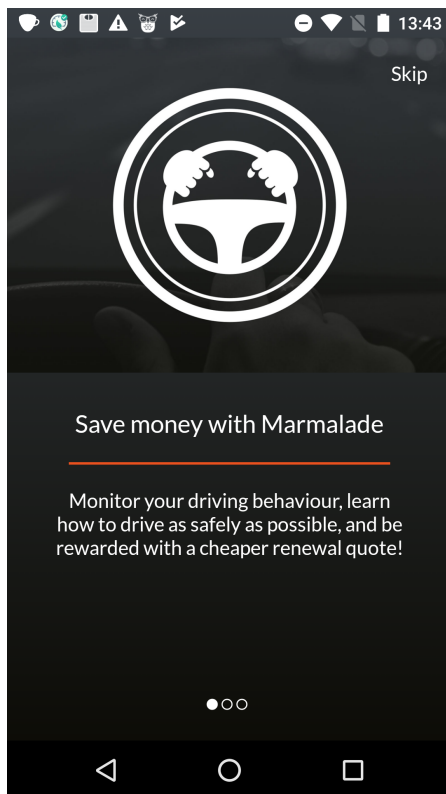 13:43
Skip
Save money with Marmalade
Monitor your driving behaviour, learn
how to drive as safely as possible, and be
rewarded with a cheaper renewal quote!